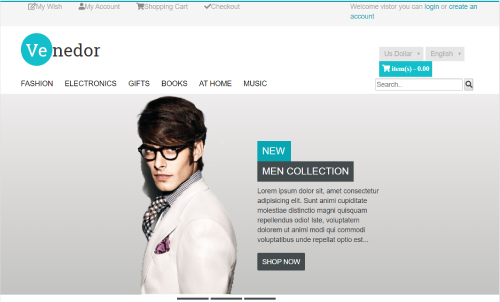 My Wish My Account Shopping Cart Checkout
Welcome vistor you can login or create an
account
Venedor
Us Dollar English
item(s) - 0.00
FASHION ELECTRONICS GIFTS BOOKS AT HOME MUSIC
Search..
NEW
MEN COLLECTION
Lorem ipsum dolor sit, amet consectetur
adipisicing elit. Sunt animi cupiditate
molestiae distinctio magni quisquam
repellendus odio! Iste, voluptatem
dolorem ut animi modi qui commodi
voluptatibus unde repellat optio est...
SHOP NOW